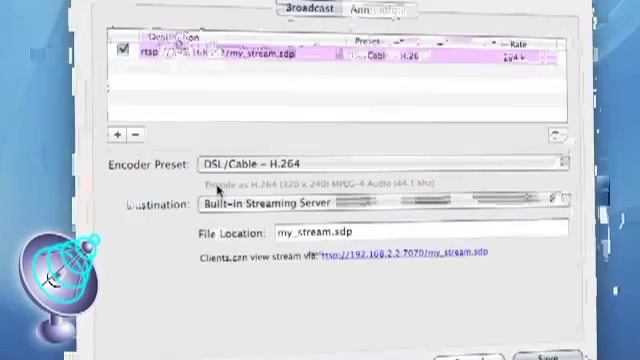 Broadcast
Preset Rate
my_stream.sdp Cable - H.26
Encoder Preset: DSL/Cable - H.264
Encode as H.264 (320 x 240) MPEG-4 Audio (44.1 khz)
Destination: Built-in Streaming Server
File Location: my_stream.sdp
Clients can view stream via: rtsp://192.168.2.2:7070/my_stream.sdp
Save